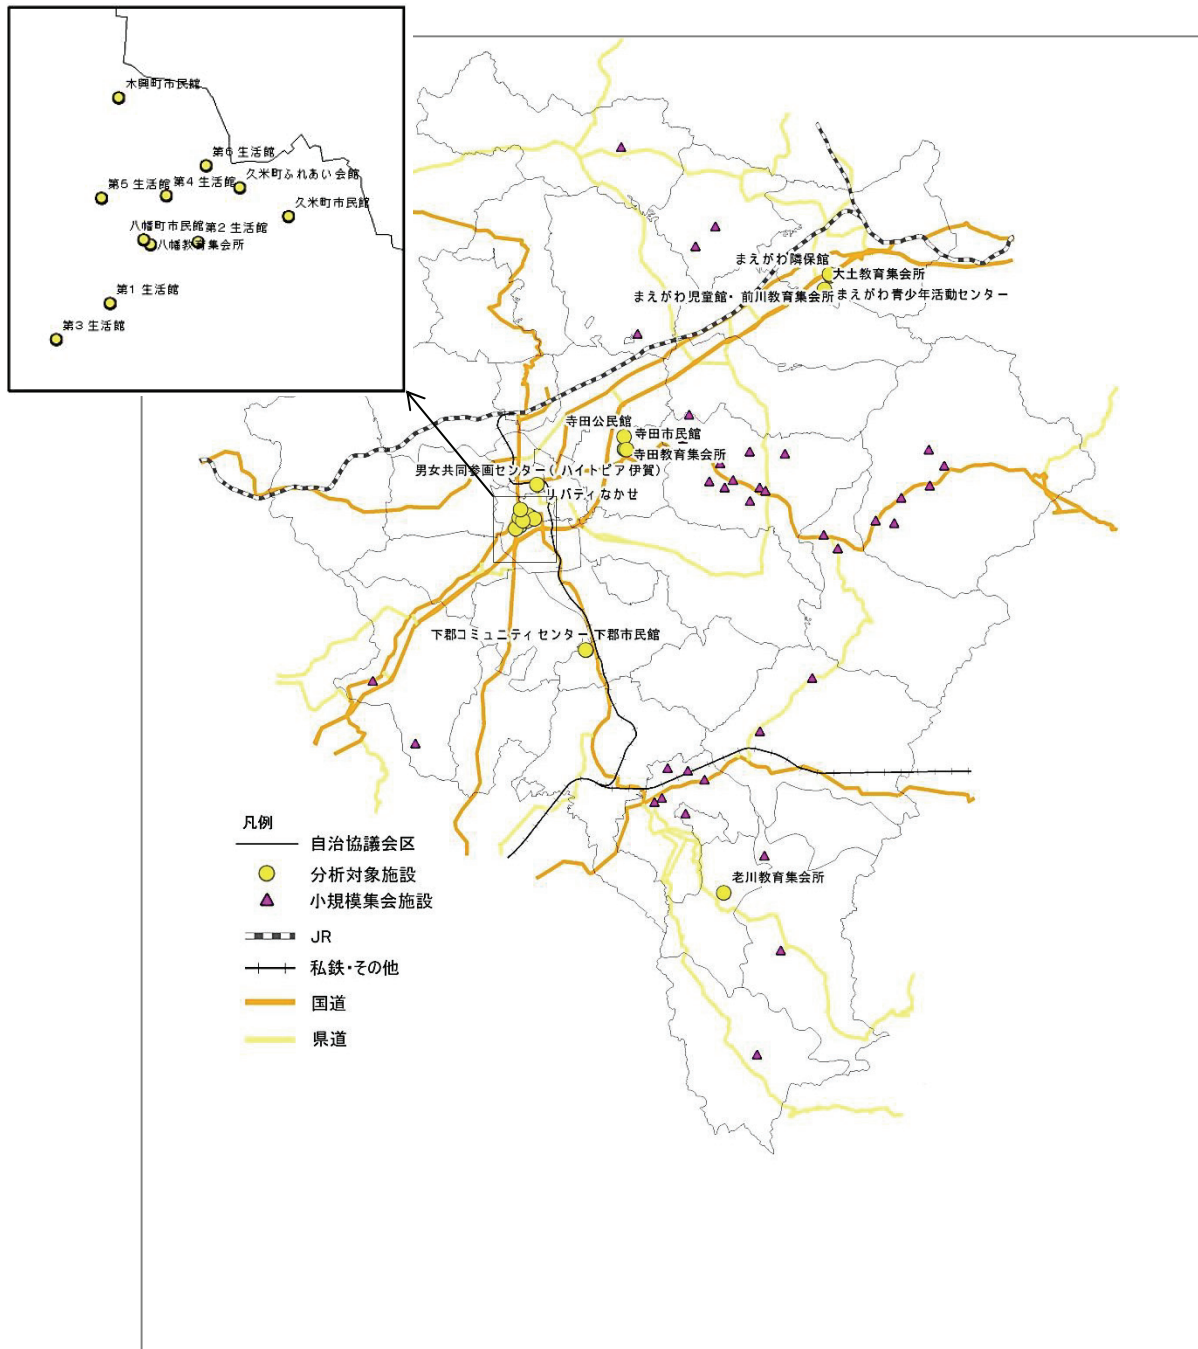 木興町市民館
第6生活館
久米町ふれあい会館
第5生活館
第4生活館
久米町市民館
八幡町市民館
第2生活館
八幡教育集会所
第1生活館
第3生活館
まえがわ隣保館
大土教育集会所
まえがわ児童館・前川教育集会所
まえがわ青少年活動センター
寺田公民館
寺田市民館
寺田教育集会所
男女共同参画センター(ハイトピア伊賀)
リバティなかせ
下郡コミュニティセンター
下郡市民館
老川教育集会所
凡例
自治協議会区
分析対象施設
小規模集会施設
JR
私鉄・その他
国道
県道